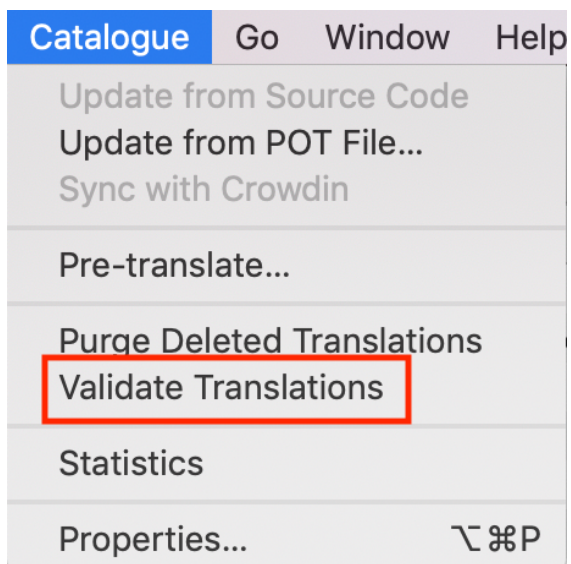 Catalogue Go Window Help
Update from Source Code
Update from POT File...
Sync with Crowdin
Pre-translate...
Purge Deleted Translations
Validate Translations
Statistics
Properties... ⌥⌘P